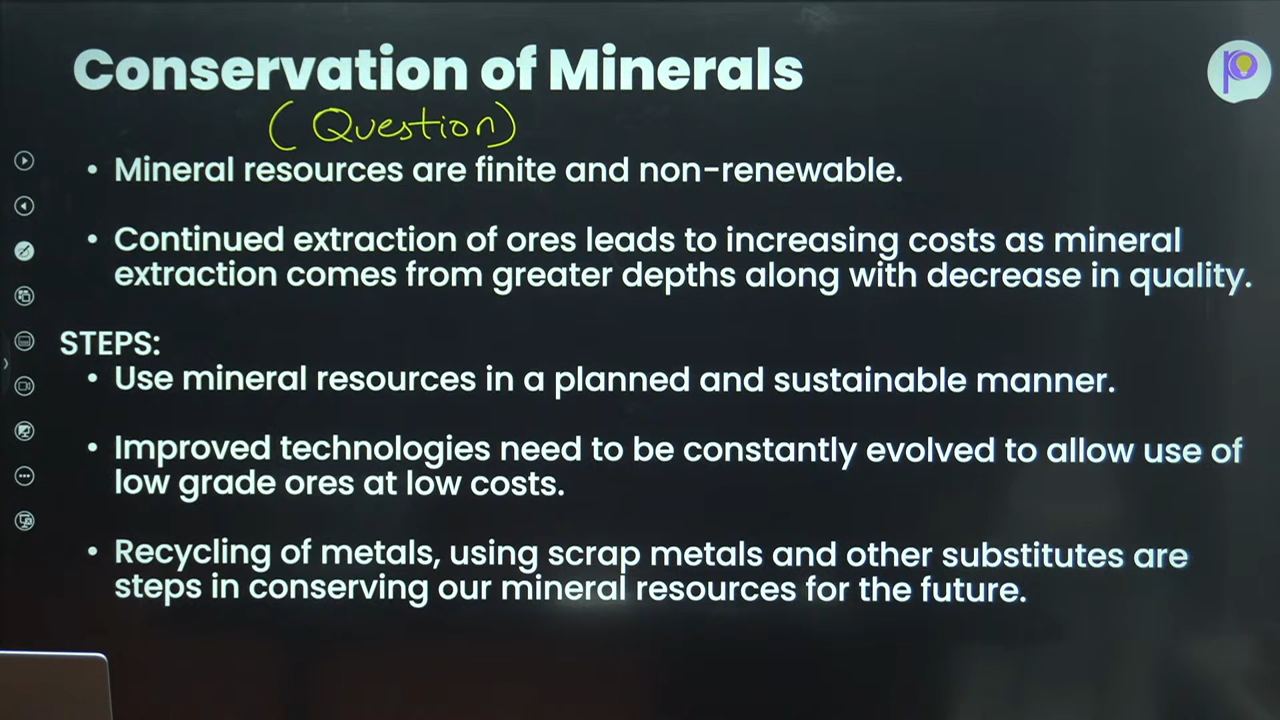 Conservation of Minerals
(Question)
• Mineral resources are finite and non-renewable.
• Continued extraction of ores leads to increasing costs as mineral
extraction comes from greater depths along with decrease in quality.
STEPS:
• Use mineral resources in a planned and sustainable manner.
• Improved technologies need to be constantly evolved to allow use of
low grade ores at low costs.
• Recycling of metals, using scrap metals and other substitutes are
steps in conserving our mineral resources for the future.